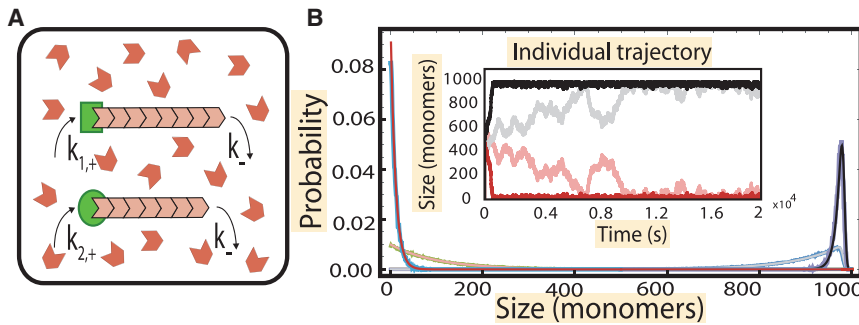 A
k1,+
k-
k2,+
k-
B
Probability
0.08
0.06
0.04
0.02
0.00
Individual trajectory
Size (monomers)
1000
800
600
400
200
0
0 0.4 0.8 1.2 1.6 2
×10⁴
Time (s)
0 200 400 600 800 1000
Size (monomers)